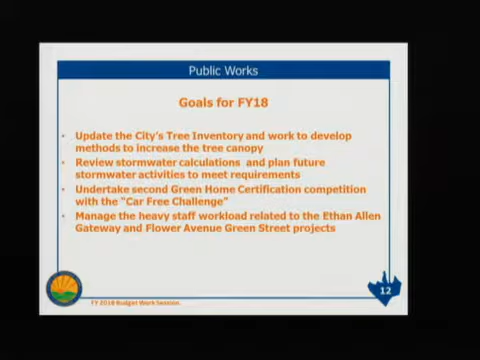 Public Works
Goals for FY18
• Update the City's Tree Inventory and work to develop
methods to increase the tree canopy
• Review stormwater calculations and plan future
stormwater activities to meet requirements
• Undertake second Green Home Certification competition
with the "Car Free Challenge"
• Manage the heavy staff workload related to the Ethan Allen
Gateway and Flower Avenue Green Street projects
FY 2018 Budget Work Session
12